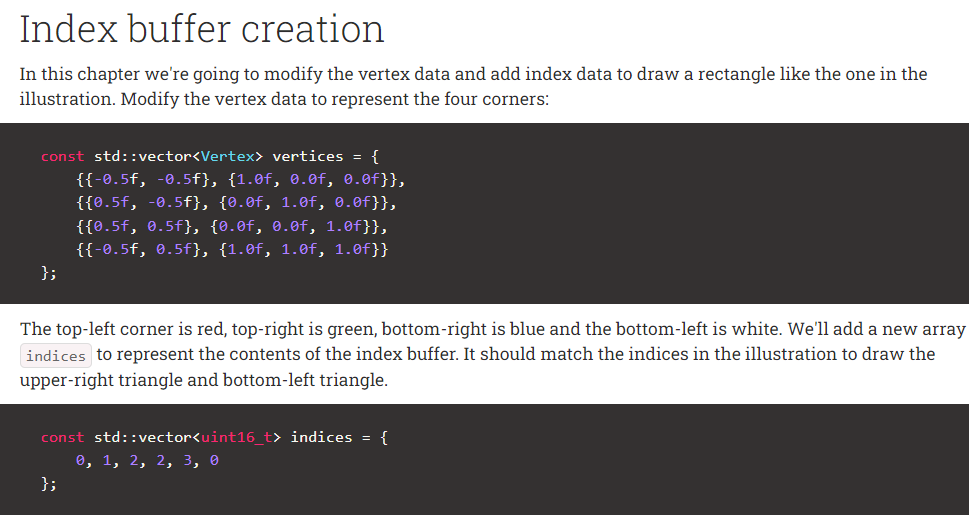 Index buffer creation
In this chapter we're going to modify the vertex data and add index data to draw a rectangle like the one in the
illustration. Modify the vertex data to represent the four corners:
const std::vector<Vertex> vertices = {
    {{-0.5f, -0.5f}, {1.0f, 0.0f, 0.0f}},
    {{0.5f, -0.5f}, {0.0f, 1.0f, 0.0f}},
    {{0.5f, 0.5f}, {0.0f, 0.0f, 1.0f}},
    {{-0.5f, 0.5f}, {1.0f, 1.0f, 1.0f}}
};
The top-left corner is red, top-right is green, bottom-right is blue and the bottom-left is white. We'll add a new array
indices to represent the contents of the index buffer. It should match the indices in the illustration to draw the
upper-right triangle and bottom-left triangle.
const std::vector<uint16_t> indices = {
    0, 1, 2, 2, 3, 0
};